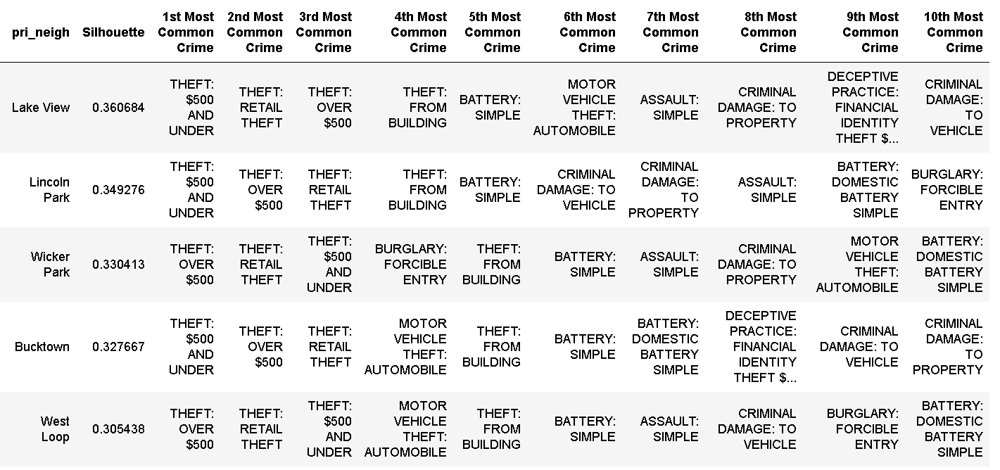 pri_neigh Silhouette 1st Most Common Crime 2nd Most Common Crime 3rd Most Common Crime 4th Most Common Crime 5th Most Common Crime 6th Most Common Crime 7th Most Common Crime 8th Most Common Crime 9th Most Common Crime 10th Most Common Crime
Lake View 0.360684 THEFT: $500 AND UNDER THEFT: RETAIL THEFT THEFT: OVER $500 THEFT: FROM BUILDING BATTERY: SIMPLE MOTOR VEHICLE THEFT: AUTOMOBILE ASSAULT: SIMPLE CRIMINAL DAMAGE: TO PROPERTY DECEPTIVE PRACTICE: FINANCIAL IDENTITY THEFT $... CRIMINAL DAMAGE: TO VEHICLE
Lincoln Park 0.349276 THEFT: $500 AND UNDER THEFT: OVER $500 THEFT: RETAIL THEFT THEFT: FROM BUILDING BATTERY: SIMPLE CRIMINAL DAMAGE: TO VEHICLE CRIMINAL DAMAGE: TO PROPERTY ASSAULT: SIMPLE BATTERY: DOMESTIC BATTERY SIMPLE BURGLARY: FORCIBLE ENTRY
Wicker Park 0.330413 THEFT: OVER $500 THEFT: RETAIL THEFT THEFT: $500 AND UNDER BURGLARY: FORCIBLE ENTRY THEFT: FROM BUILDING BATTERY: SIMPLE ASSAULT: SIMPLE CRIMINAL DAMAGE: TO PROPERTY MOTOR VEHICLE THEFT: AUTOMOBILE BATTERY: DOMESTIC BATTERY SIMPLE
Bucktown 0.327667 THEFT: $500 AND UNDER THEFT: OVER $500 THEFT: RETAIL THEFT MOTOR VEHICLE THEFT: AUTOMOBILE THEFT: FROM BUILDING BATTERY: SIMPLE BATTERY: DOMESTIC BATTERY SIMPLE DECEPTIVE PRACTICE: FINANCIAL IDENTITY THEFT $... CRIMINAL DAMAGE: TO VEHICLE CRIMINAL DAMAGE: TO PROPERTY
West Loop 0.305438 THEFT: OVER $500 THEFT: RETAIL THEFT THEFT: $500 AND UNDER MOTOR VEHICLE THEFT: AUTOMOBILE THEFT: FROM BUILDING BATTERY: SIMPLE ASSAULT: SIMPLE CRIMINAL DAMAGE: TO VEHICLE BURGLARY: FORCIBLE ENTRY BATTERY: DOMESTIC BATTERY SIMPLE